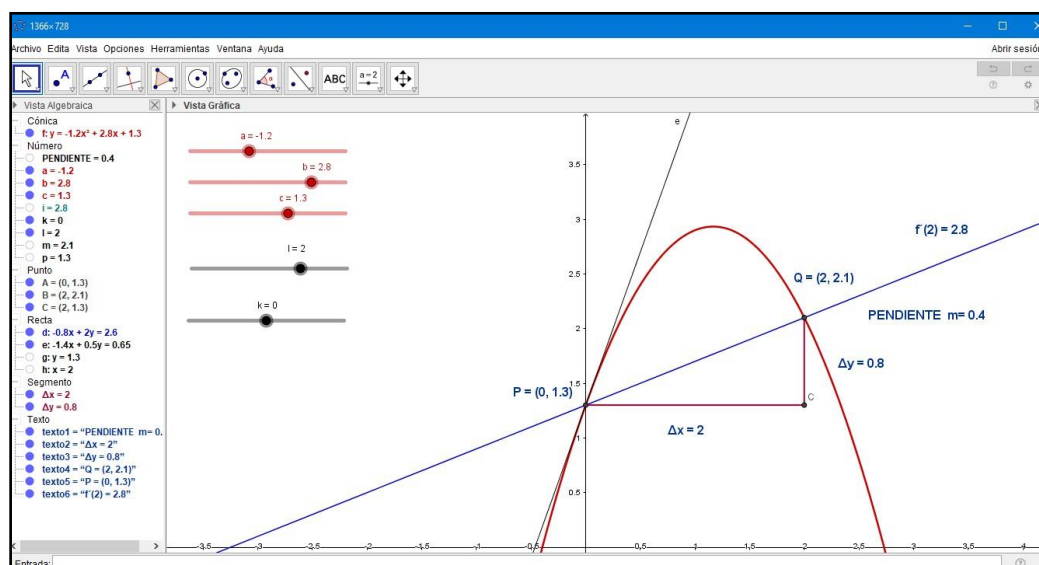 1366×728
Archivo Edita Vista Opciones Herramientas Ventana Ayuda
Abrir sesión
A
α
ABC
a=2
Vista Algebraica
Vista Gráfica
Cónica
f: y = -1.2x² + 2.8x + 1.3
Número
PENDIENTE = 0.4
a = -1.2
b = 2.8
c = 1.3
i = 2.8
k = 0
l = 2
m = 2.1
p = 1.3
Punto
A = (0, 1.3)
B = (2, 2.1)
C = (2, 1.3)
Recta
d: -0.8x + 2y = 2.6
e: -1.4x + 0.5y = 0.65
g: y = 1.3
h: x = 2
Segmento
Δx = 2
Δy = 0.8
Texto
texto1 = “PENDIENTE m= 0.
texto2 = “Δx = 2”
texto3 = “Δy = 0.8”
texto4 = “Q = (2, 2.1)”
texto5 = “P = (0, 1.3)”
texto6 = “f´(2) = 2.8”
a = -1.2
b = 2.8
c = 1.3
l = 2
k = 0
e
3.5
3
2.5
2
1.5
1
0.5
f´(2) = 2.8
Q = (2, 2.1)
PENDIENTE m= 0.4
Δy = 0.8
P = (0, 1.3)
C
Δx = 2
-3,5 -3 -2,5 -2 -1,5 -1 -0,5 0 0,5 1 1,5 2 2,5 3 3,5 4
Entrada: